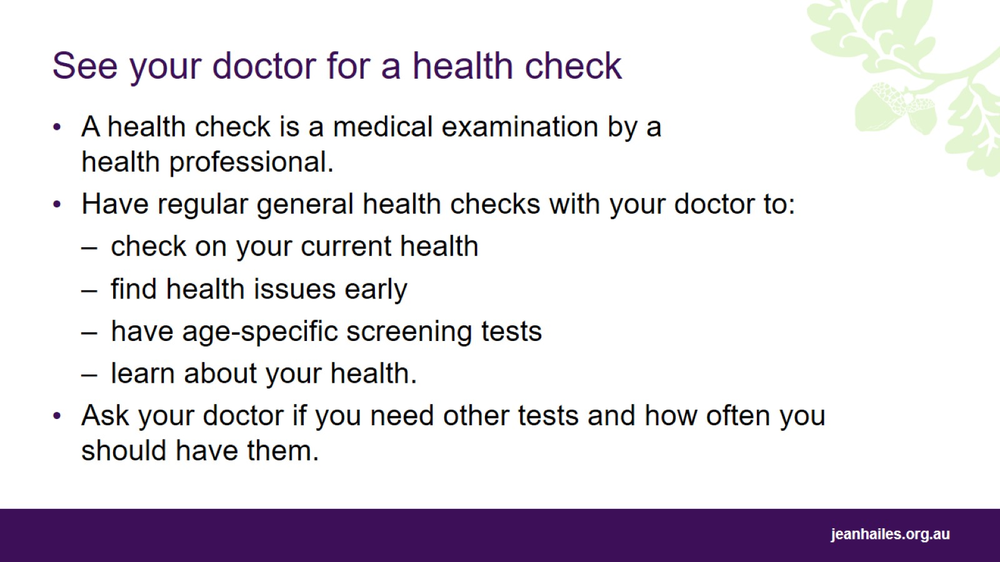 See your doctor for a health check
• A health check is a medical examination by a
health professional.
• Have regular general health checks with your doctor to:
– check on your current health
– find health issues early
– have age-specific screening tests
– learn about your health.
• Ask your doctor if you need other tests and how often you
should have them.
jeanhailes.org.au